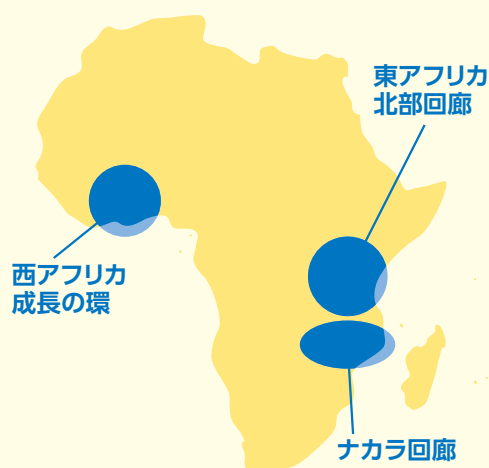 東アフリカ
北部回廊
西アフリカ
成長の環
ナカラ回廊